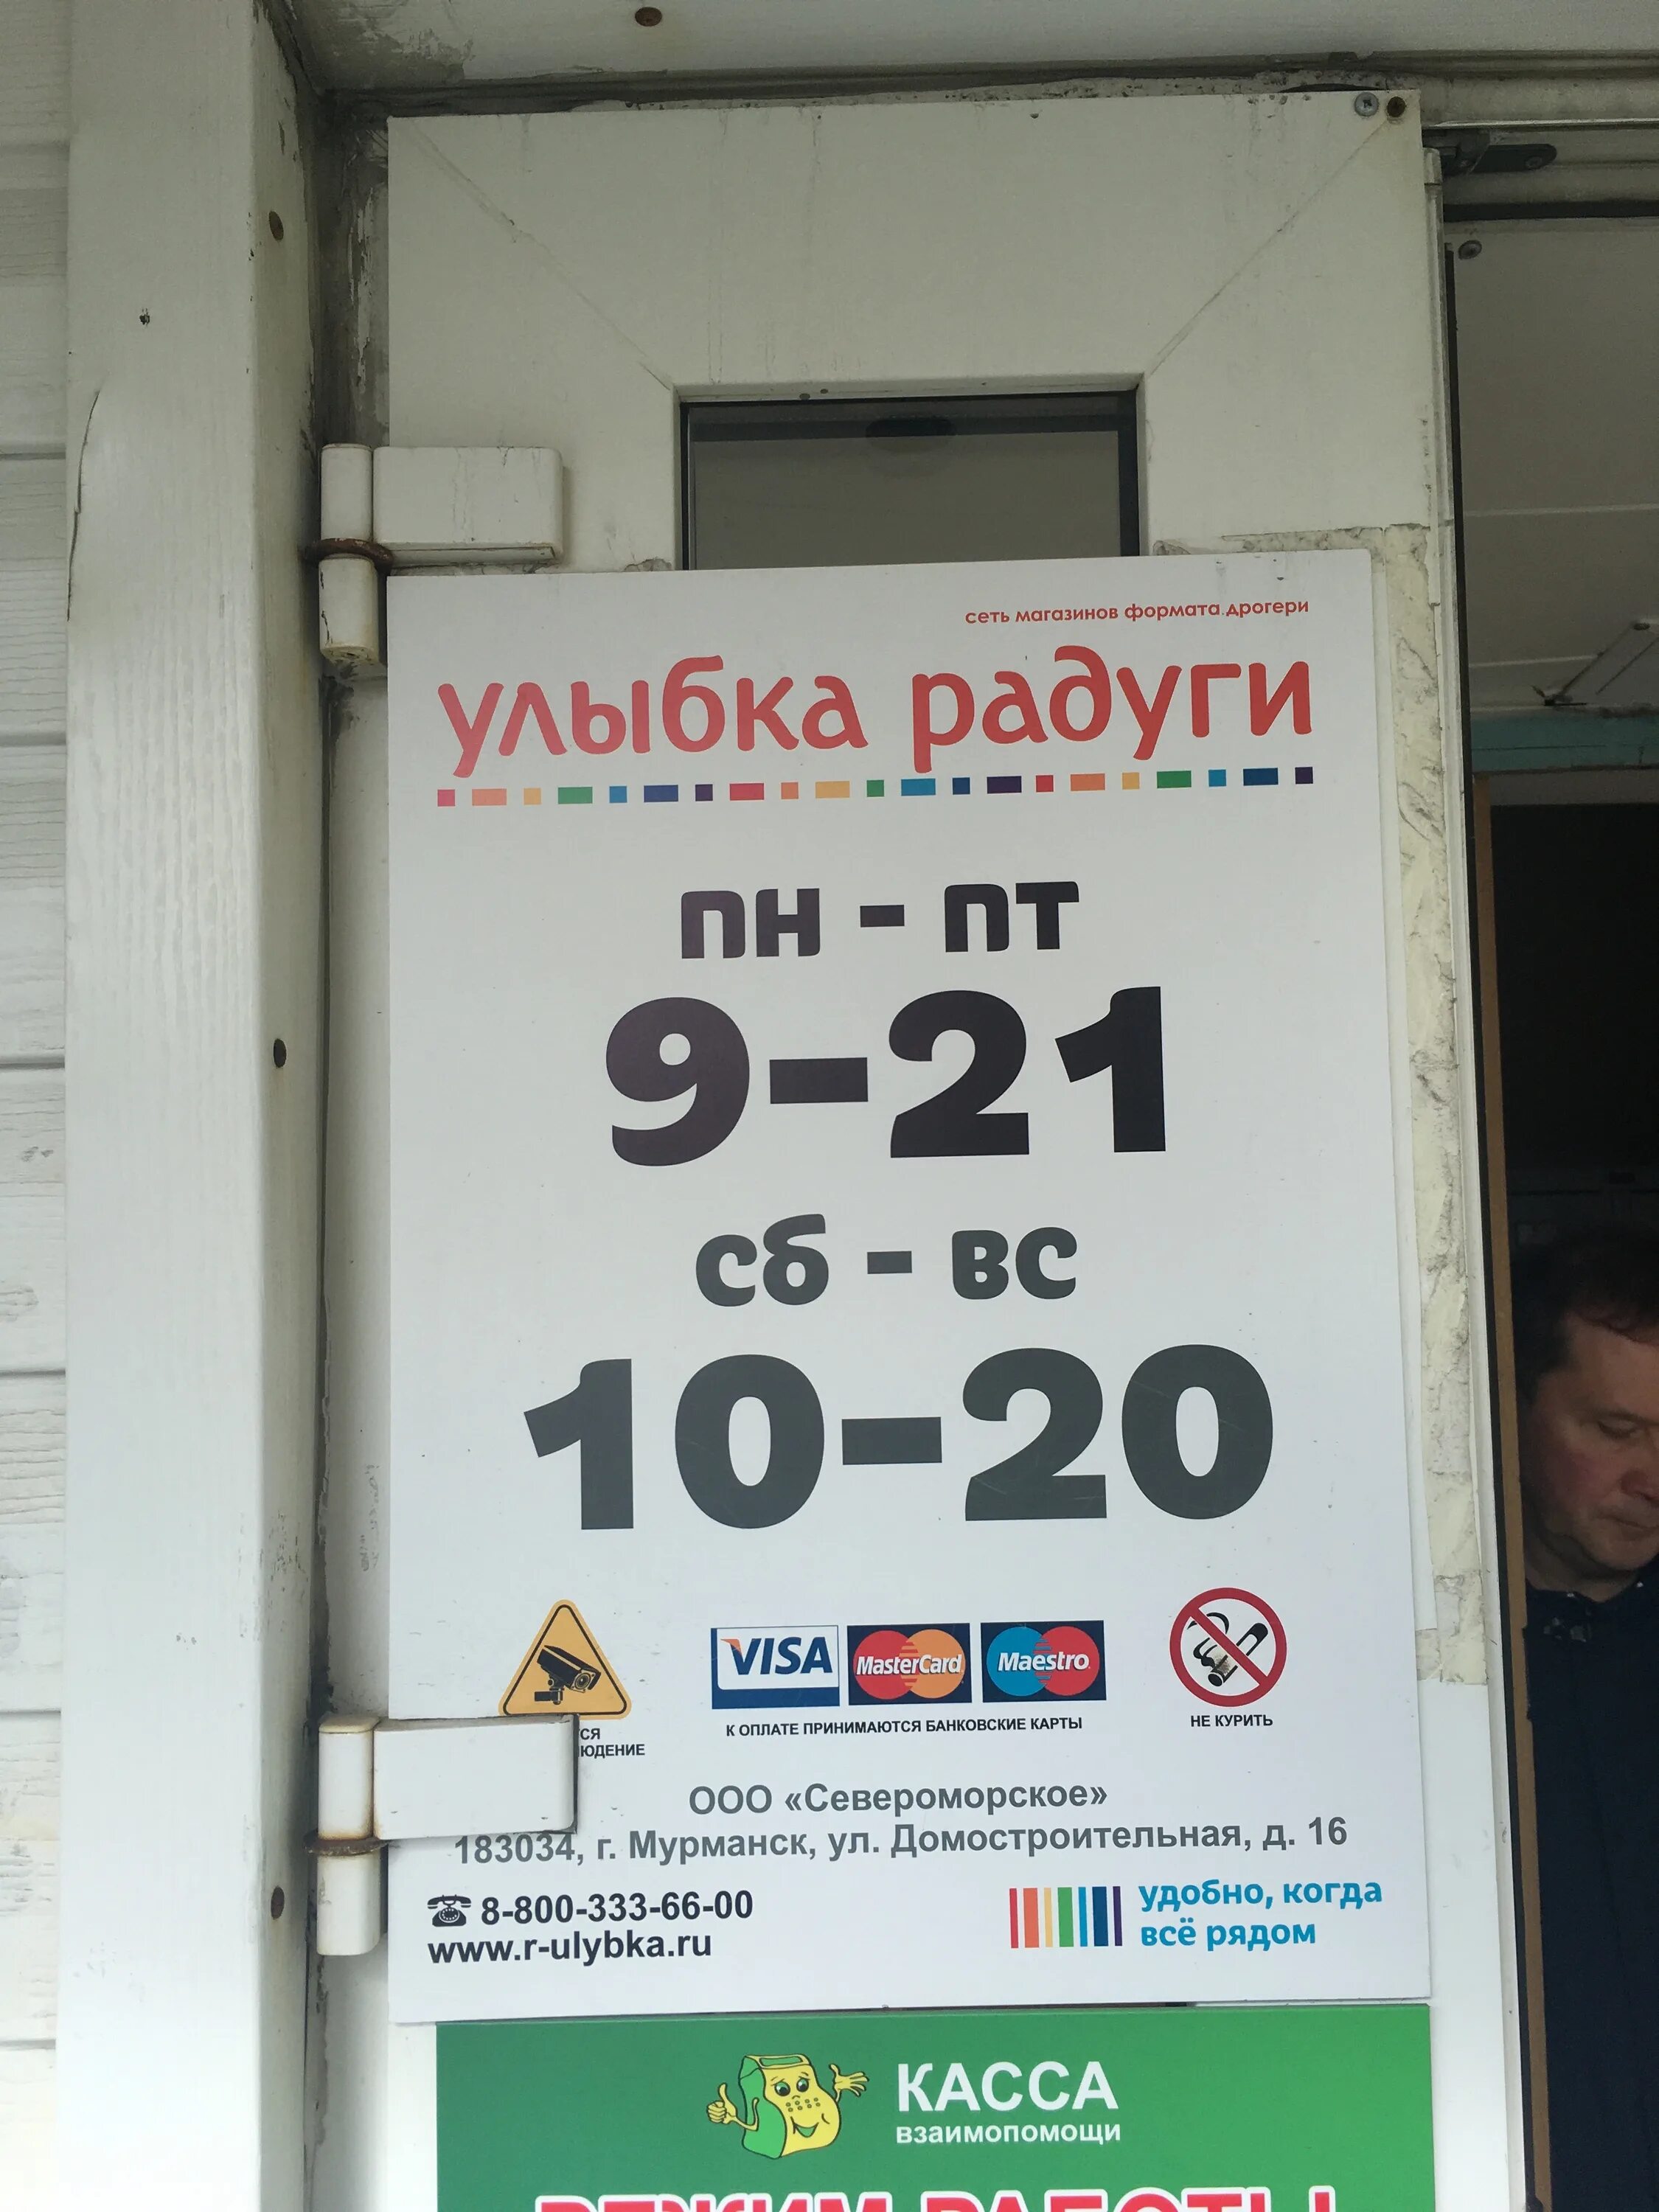 сеть магазинов формата дрогери
улыбка радуги
пн - пт
9-21
сб - вс
10-20
VISA MasterCard Maestro
К ОПЛАТЕ ПРИНИМАЮТСЯ БАНКОВСКИЕ КАРТЫ
НЕ КУРИТЬ
ООО «Североморское»
183034, г. Мурманск, ул. Домостроительная, д. 16
8-800-333-66-00
www.r-ulybka.ru
удобно, когда
всё рядом
КАССА
взаимопомощи
РЕЖИМ РАБОТЫ